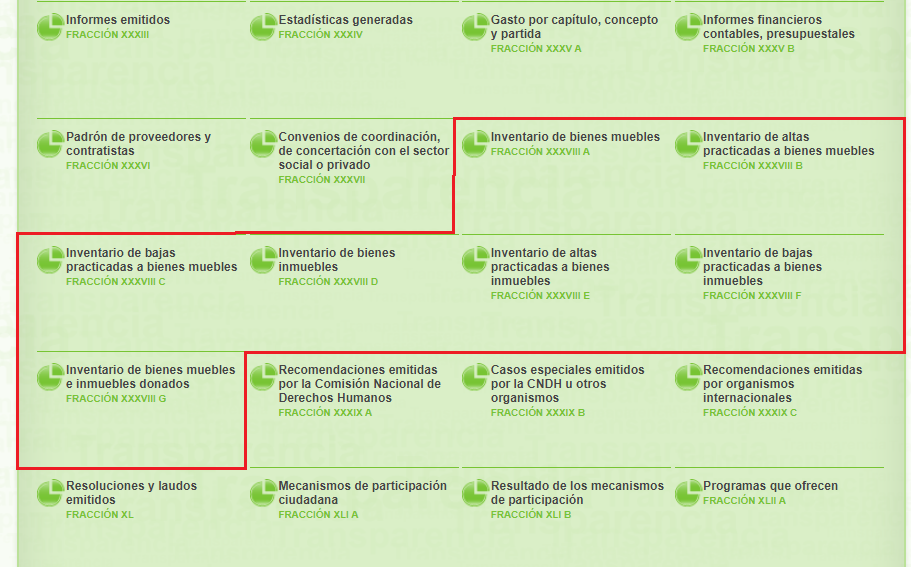 Informes emitidos
FRACCIÓN XXXIII
Estadísticas generadas
FRACCIÓN XXXIV
Gasto por capítulo, concepto
y partida
FRACCIÓN XXXV A
Informes financieros
contables, presupuestales
FRACCIÓN XXXV B
Padrón de proveedores y
contratistas
FRACCIÓN XXXVI
Convenios de coordinación,
de concertación con el sector
social o privado
FRACCIÓN XXXVII
Inventario de bienes muebles
FRACCIÓN XXXVIII A
Inventario de altas
practicadas a bienes muebles
FRACCIÓN XXXVIII B
Inventario de bajas
practicadas a bienes muebles
FRACCIÓN XXXVIII C
Inventario de bienes
inmuebles
FRACCIÓN XXXVIII D
Inventario de altas
practicadas a bienes
inmuebles
FRACCIÓN XXXVIII E
Inventario de bajas
practicadas a bienes
inmuebles
FRACCIÓN XXXVIII F
Inventario de bienes muebles
e inmuebles donados
FRACCIÓN XXXVIII G
Recomendaciones emitidas
por la Comisión Nacional de
Derechos Humanos
FRACCIÓN XXXIX A
Casos especiales emitidos
por la CNDH u otros
organismos
FRACCIÓN XXXIX B
Recomendaciones emitidas
por organismos
internacionales
FRACCIÓN XXXIX C
Resoluciones y laudos
emitidos
FRACCIÓN XL
Mecanismos de participación
ciudadana
FRACCIÓN XLI A
Resultado de los mecanismos
de participación
FRACCIÓN XLI B
Programas que ofrecen
FRACCIÓN XLII A